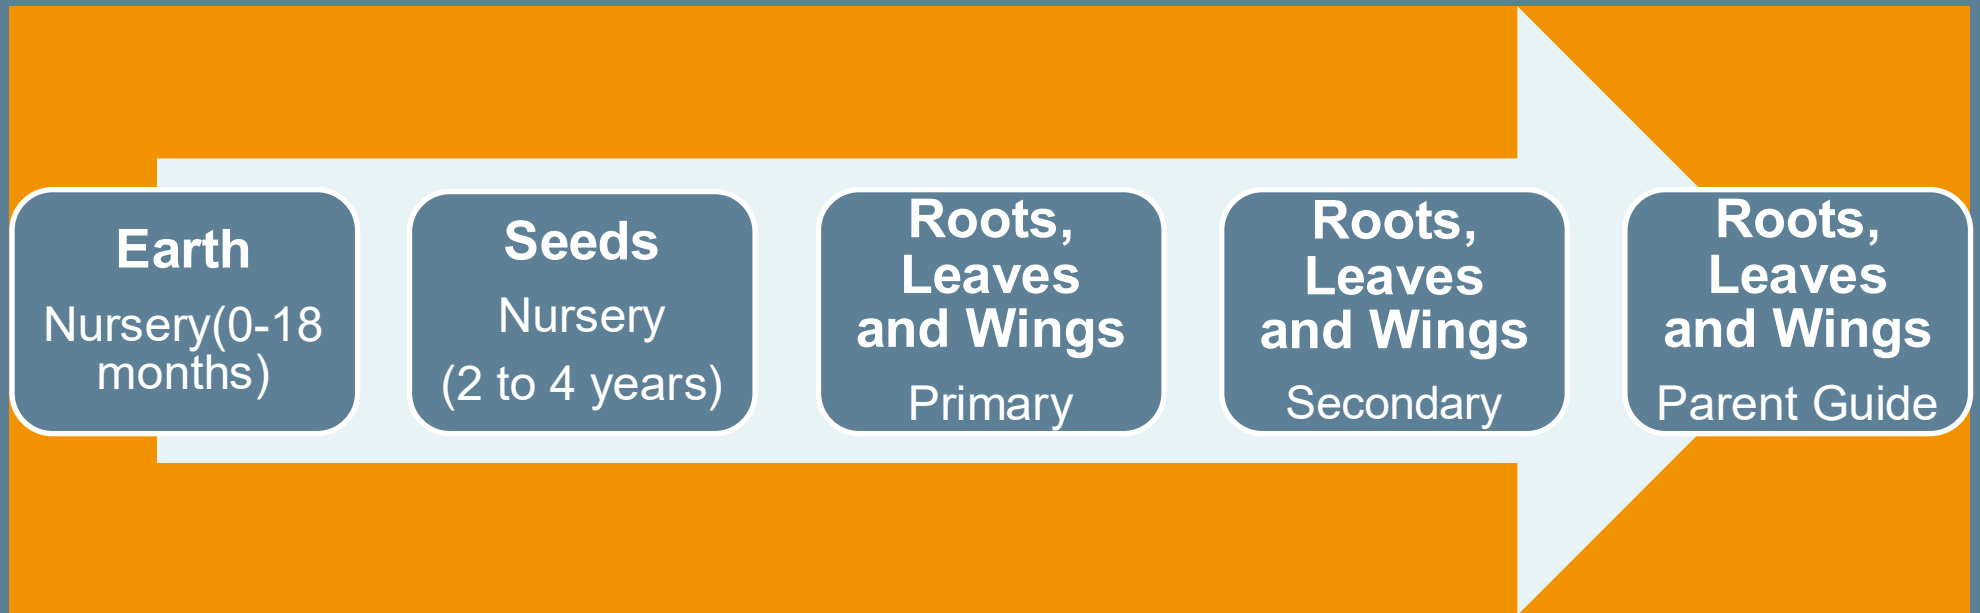 Earth
Nursery(0-18
months)
Seeds
Nursery
(2 to 4 years)
Roots,
Leaves
and Wings
Primary
Roots,
Leaves
and Wings
Secondary
Roots,
Leaves
and Wings
Parent Guide